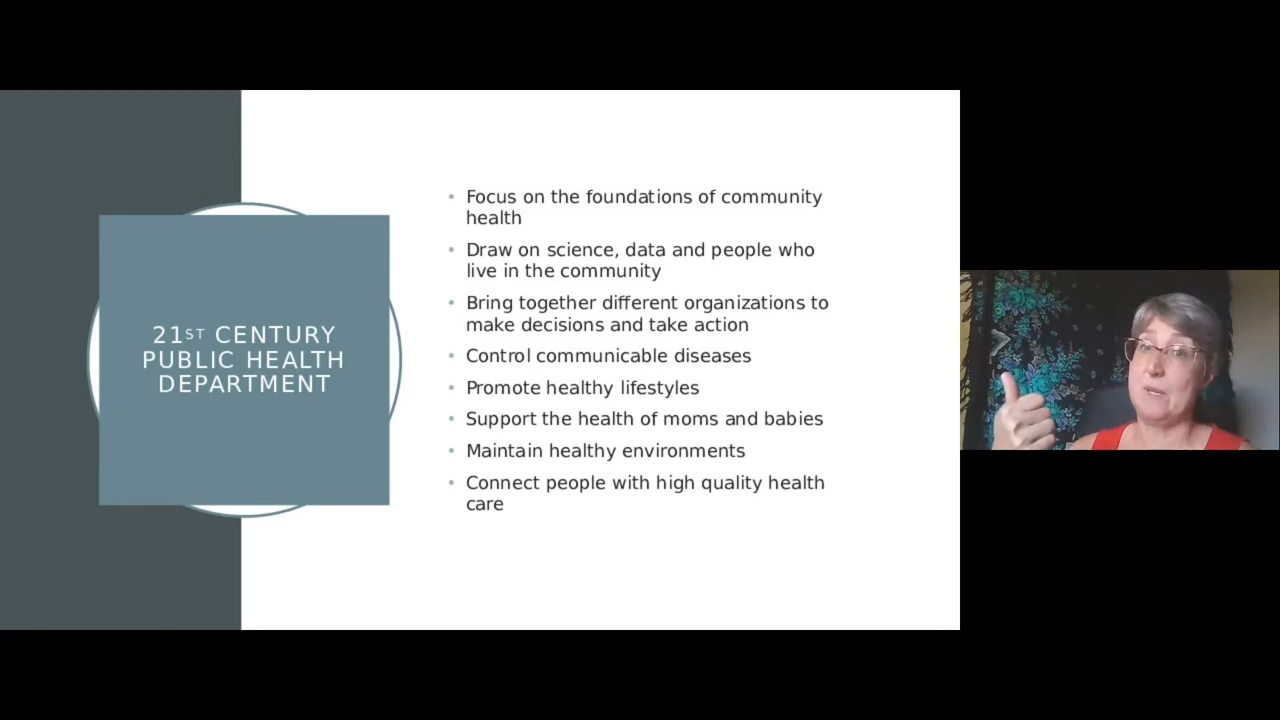 21ST CENTURY
PUBLIC HEALTH
DEPARTMENT
• Focus on the foundations of community
health
• Draw on science, data and people who
live in the community
• Bring together different organizations to
make decisions and take action
• Control communicable diseases
• Promote healthy lifestyles
• Support the health of moms and babies
• Maintain healthy environments
• Connect people with high quality health
care